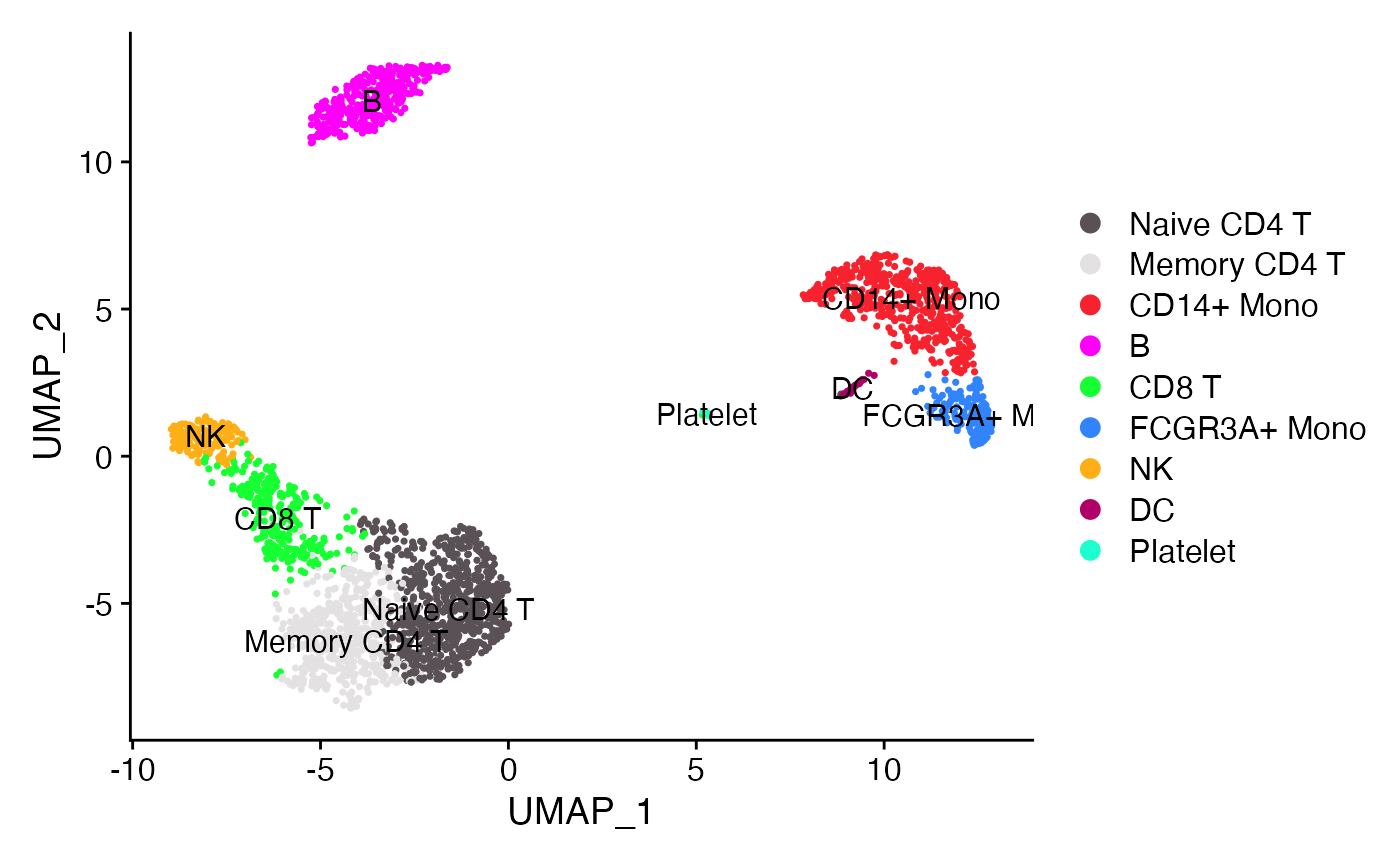 B
10
5
0
-5
UMAP_2
CD14+ Mono
DC
Platelet
FCGR3A+ M
NK
CD8 T
Naive CD4 T
Memory CD4 T
-10
-5
0
5
10
UMAP_1
Naive CD4 T
Memory CD4 T
CD14+ Mono
B
CD8 T
FCGR3A+ Mono
NK
DC
Platelet